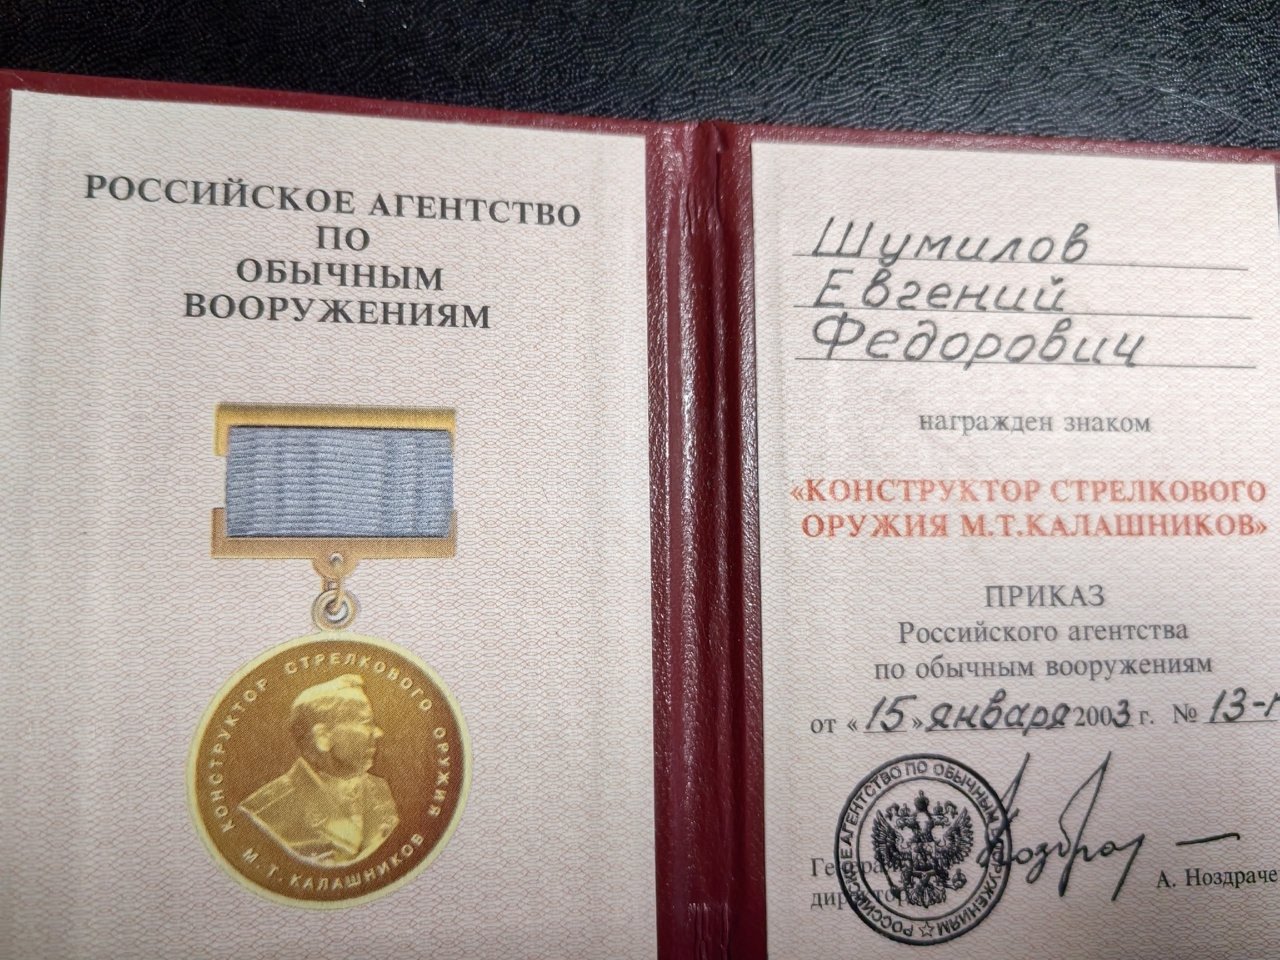 РОССИЙСКОЕ АГЕНТСТВО
ПО
ОБЫЧНЫМ
ВООРУЖЕНИЯМ
КОНСТРУКТОР СТРЕЛКОВОГО ОРУЖИЯ
М. Т. КАЛАШНИКОВ
Шумилов
Евгений
Федорович
награжден знаком
«КОНСТРУКТОР СТРЕЛКОВОГО
ОРУЖИЯ М.Т.КАЛАШНИКОВ»
ПРИКАЗ
Российского агентства
по обычным вооружениям
от «15» января 2003 г. № 13-
РОССИЙСКОЕ АГЕНТСТВО ПО ОБЫЧНЫМ ВООРУЖЕНИЯМ
А. Ноздраче